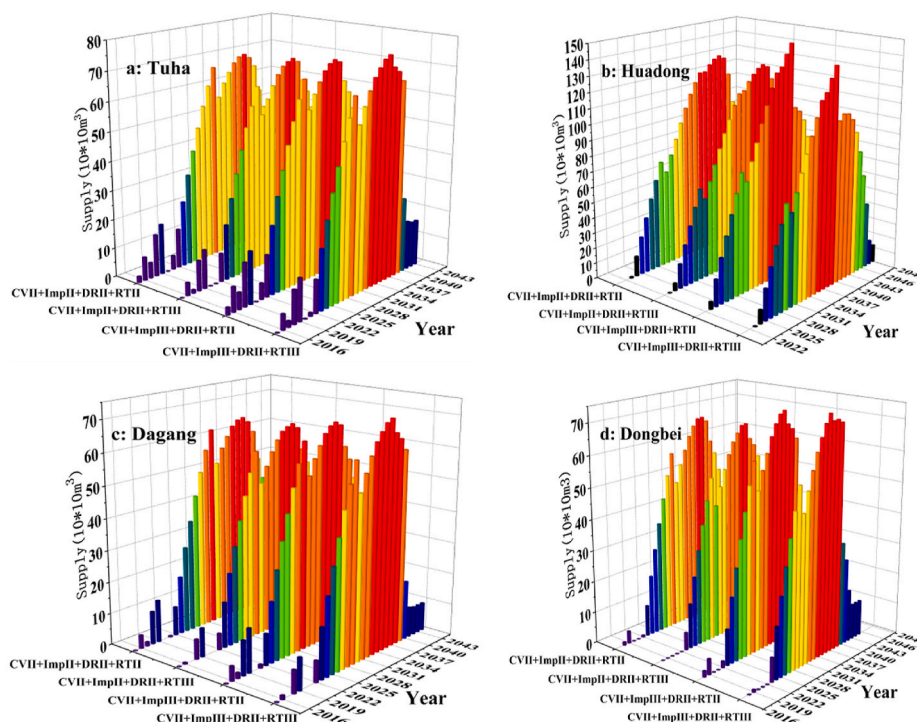 a: Tuha
Supply(10*10m³)
80
70
60
50
40
30
20
10
0
CVII+ImpII+DRII+RTII
CVII+ImpII+DRII+RTIII
CVII+ImpIII+DRII+RTII
CVII+ImpIII+DRII+RTIII
2016
2019
2022
2025
2028
2031
2034
2037
2040
2043
Year
b: Huadong
Supply(10*10m³)
150
140
130
120
110
100
90
80
70
60
50
40
30
20
10
CVII+ImpII+DRII+RTII
CVII+ImpII+DRII+RTIII
CVII+ImpIII+DRII+RTII
CVII+ImpIII+DRII+RTIII
2022
2025
2028
2031
2034
2037
2040
2043
2046
Year
c: Dagang
Supply(10*10m³)
70
60
50
40
30
20
10
0
CVII+ImpII+DRII+RTII
CVII+ImpII+DRII+RTIII
CVII+ImpIII+DRII+RTII
CVII+ImpIII+DRII+RTIII
2016
2019
2022
2025
2028
2031
2034
2037
2040
2043
Year
d: Dongbei
Supply(10*10m3)
70
60
50
40
30
20
10
0
CVII+ImpII+DRII+RTII
CVII+ImpII+DRII+RTIII
CVII+ImpIII+DRII+RTII
CVII+ImpIII+DRII+RTIII
2019
2022
2025
2028
2031
2034
2037
2040
2043
2046
Year